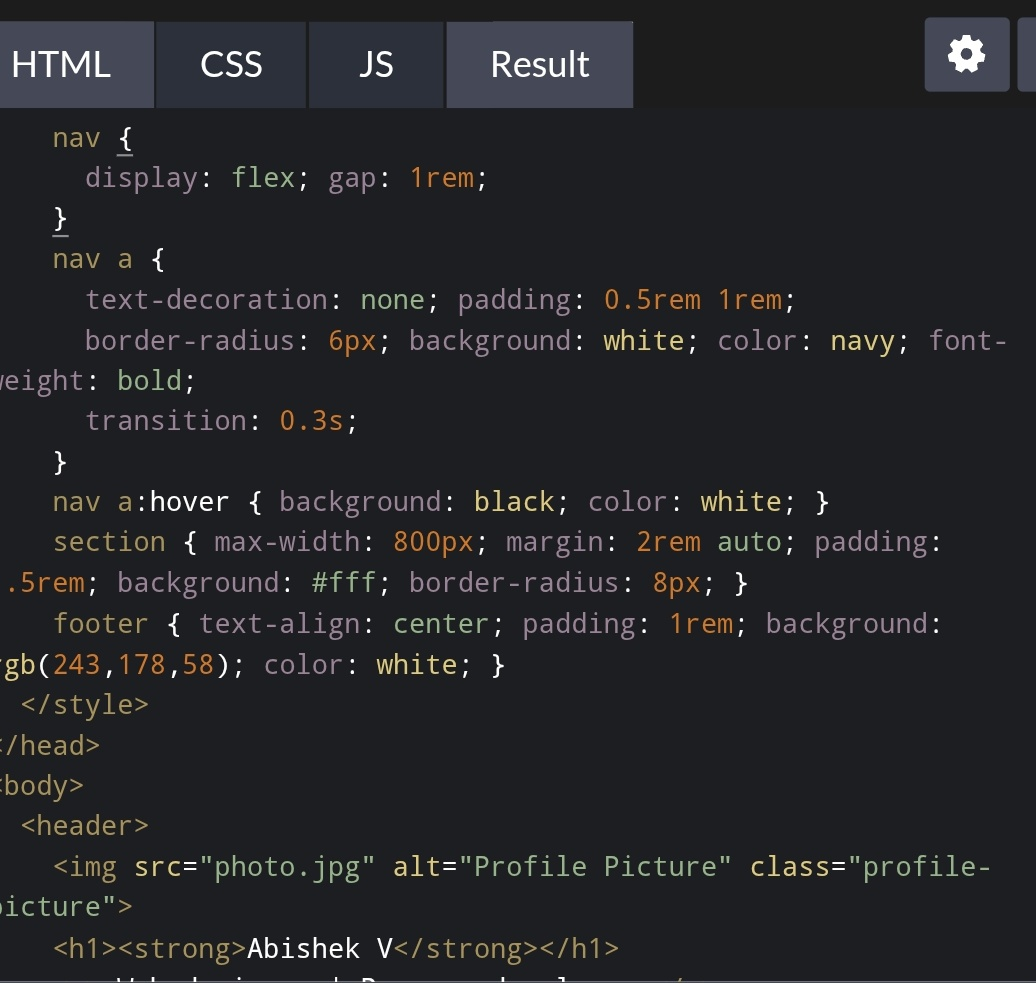 HTML CSS JS Result
nav {
display: flex; gap: 1rem;
}
nav a {
text-decoration: none; padding: 0.5rem 1rem;
border-radius: 6px; background: white; color: navy; font-
weight: bold;
transition: 0.3s;
}
nav a:hover { background: black; color: white; }
section { max-width: 800px; margin: 2rem auto; padding:
.5rem; background: #fff; border-radius: 8px; }
footer { text-align: center; padding: 1rem; background:
rgb(243,178,58); color: white; }
</style>
</head>
<body>
<header>
<img src="photo.jpg" alt="Profile Picture" class="profile-
picture">
<h1><strong>Abishek V</strong></h1>